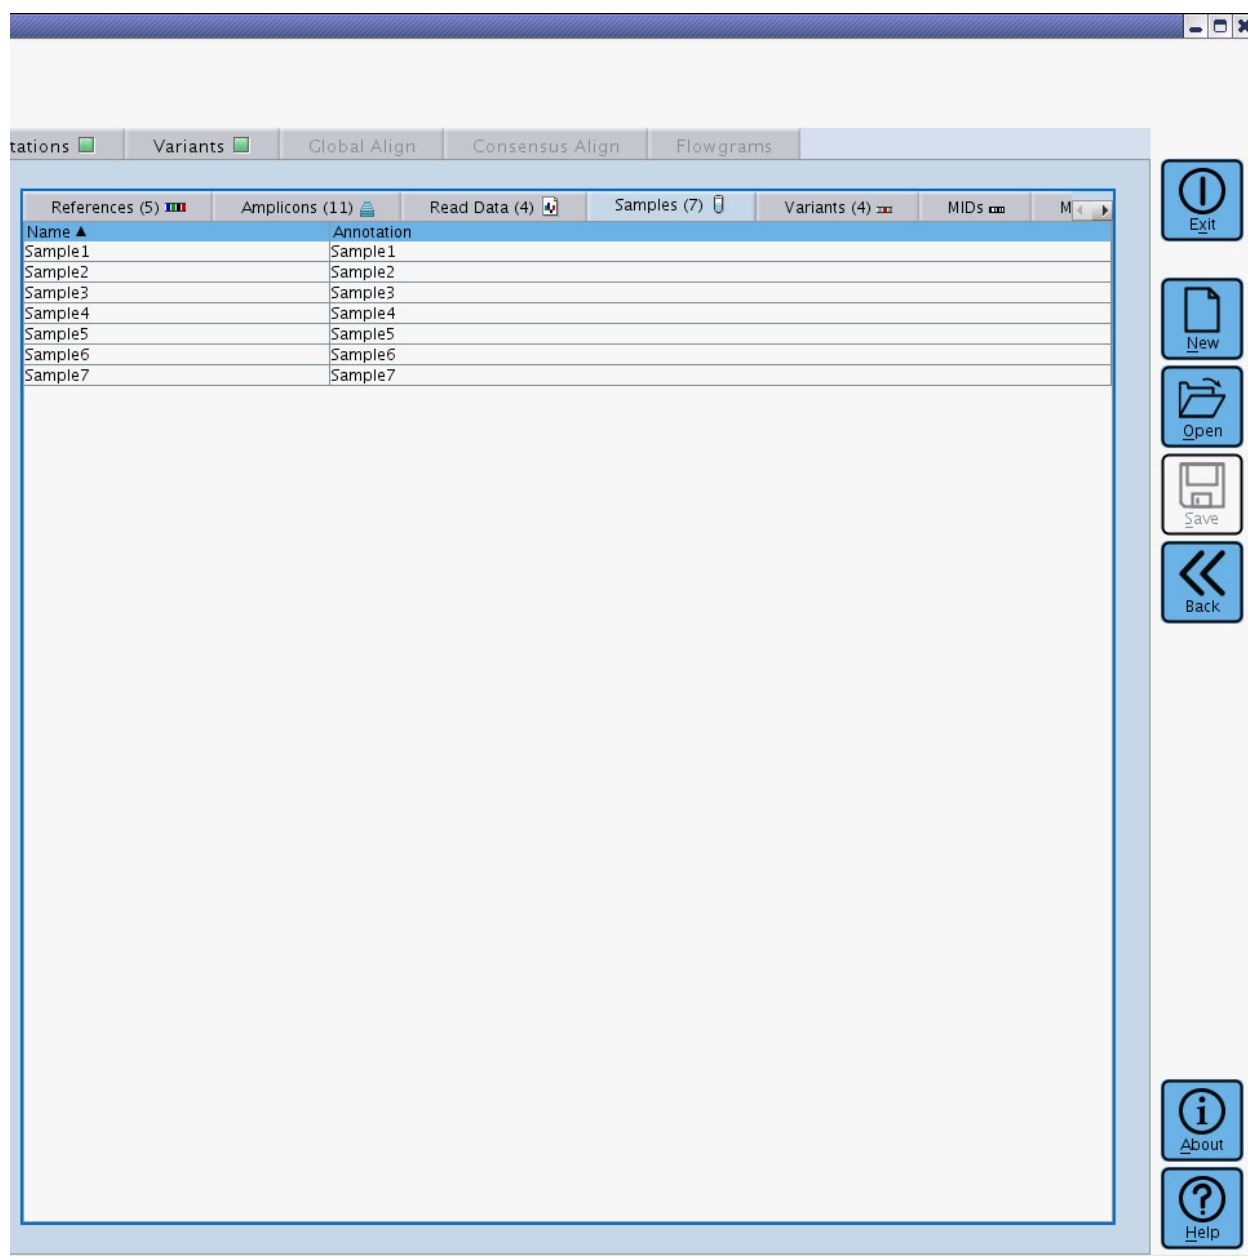 tations Variants Global Align Consensus Align Flowgrams
References (5) Amplicons (11) Read Data (4) Samples (7) Variants (4) MIDs M
Name Annotation
Sample1 Sample1
Sample2 Sample2
Sample3 Sample3
Sample4 Sample4
Sample5 Sample5
Sample6 Sample6
Sample7 Sample7
Exit
New
Open
Save
Back
About
Help